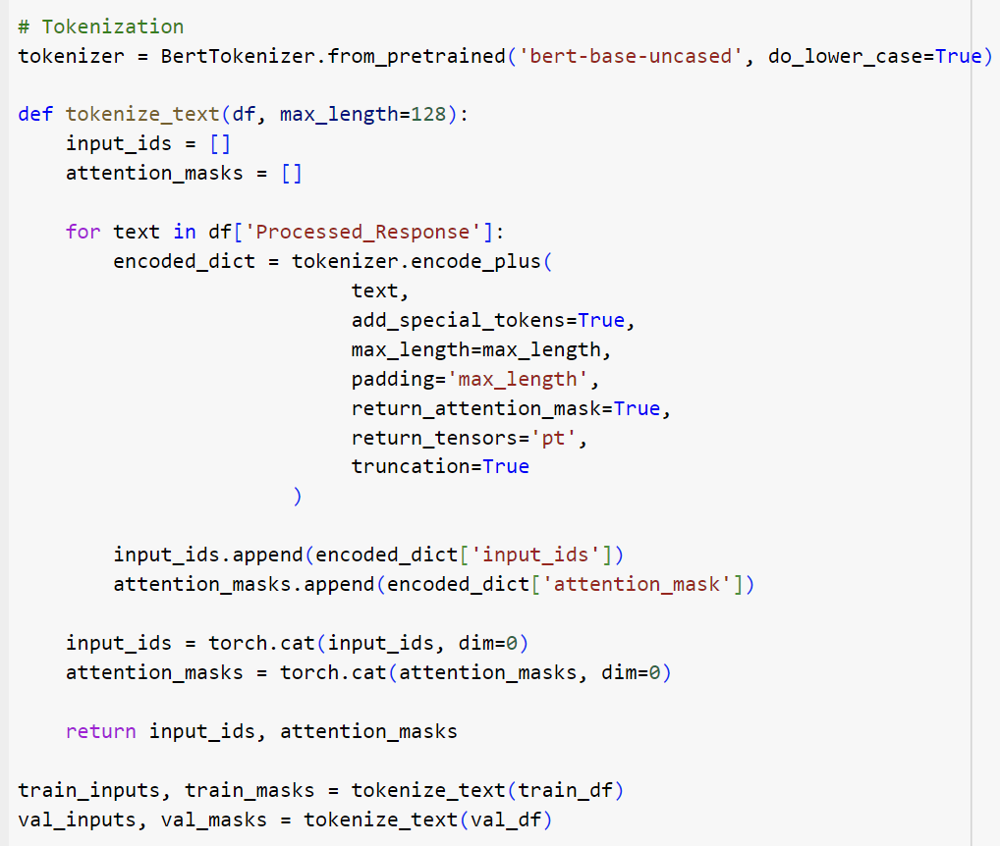 # Tokenization
tokenizer = BertTokenizer.from_pretrained('bert-base-uncased', do_lower_case=True)

def tokenize_text(df, max_length=128):
    input_ids = []
    attention_masks = []

    for text in df['Processed_Response']:
        encoded_dict = tokenizer.encode_plus(
                            text,
                            add_special_tokens=True,
                            max_length=max_length,
                            padding='max_length',
                            return_attention_mask=True,
                            return_tensors='pt',
                            truncation=True
                       )

        input_ids.append(encoded_dict['input_ids'])
        attention_masks.append(encoded_dict['attention_mask'])

    input_ids = torch.cat(input_ids, dim=0)
    attention_masks = torch.cat(attention_masks, dim=0)

    return input_ids, attention_masks

train_inputs, train_masks = tokenize_text(train_df)
val_inputs, val_masks = tokenize_text(val_df)